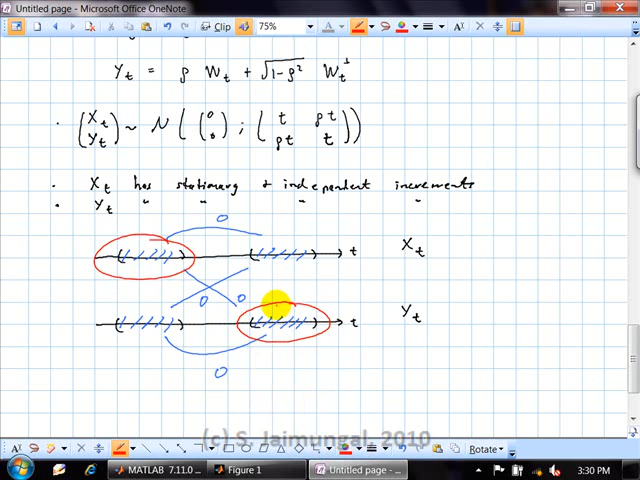 Untitled page - Microsoft Office OneNote
75%
Clip
Y_t = ρ W_t + √1-ρ² W_t^⊥
· (X_t Y_t) ~ N ( (0 0) ; (t ρt ρt t) )
· X_t has stationary + independent increments
· Y_t " " " "
0
t X_t
0 0
t Y_t
0
(c) S. Jaimungal, 2010
Rotate
MATLAB 7.11.0
Figure 1
Untitled page - Mi...
3:30 PM